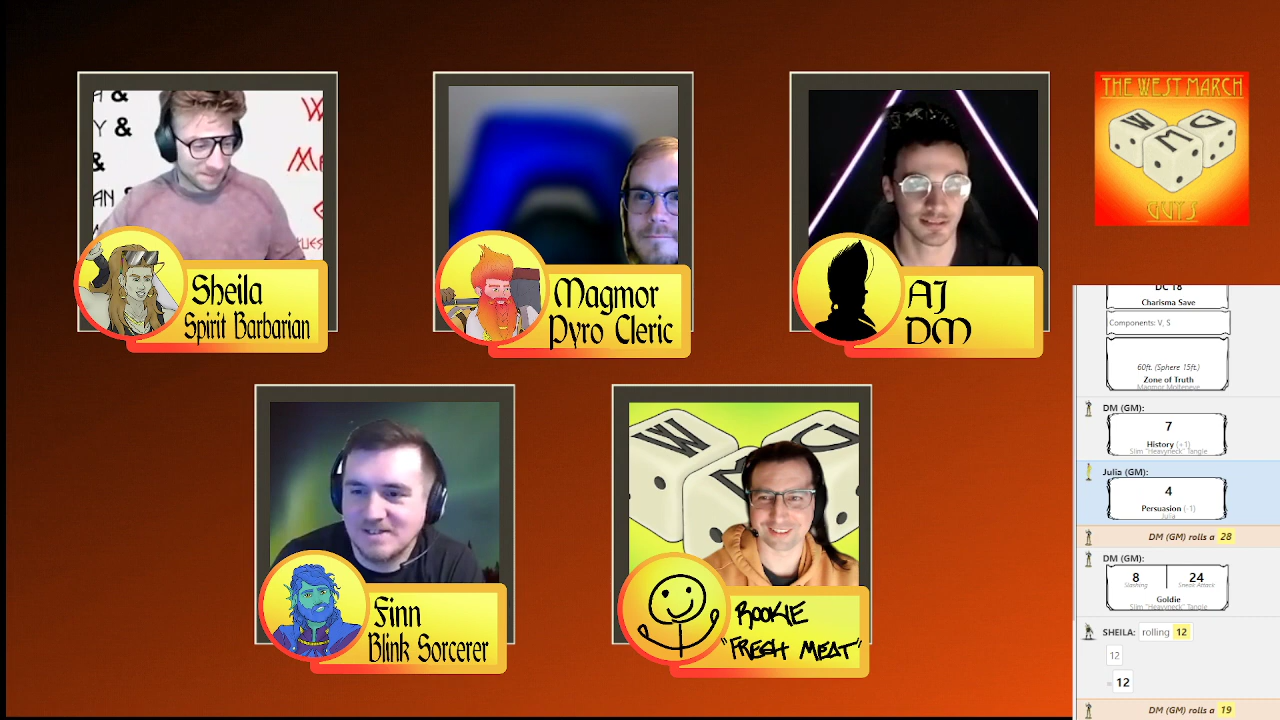 &
Y &
&
AN
W
UES
Sheila
Spirit Barbarian
Magmor
Pyro Cleric
AJ
DM
THE WEST MARCH
W
M
G
GUYS
W
G
Finn
Blink Sorcerer
ROOKIE
"FRESH MEAT"
DC 18
Charisma Save
Components: V, S
60ft. (Sphere 15ft.)
Zone of Truth
DM (GM):
7
History (+1)
Slim "Heavyneck" Tangle
Julia (GM):
4
Persuasion (-1)
Julia
DM (GM) rolls a 28
DM (GM):
8 24
Slashing Sneak Attack
Goldie
Slim "Heavyneck" Tangle
SHEILA: rolling 12
12
= 12
DM (GM) rolls a 19